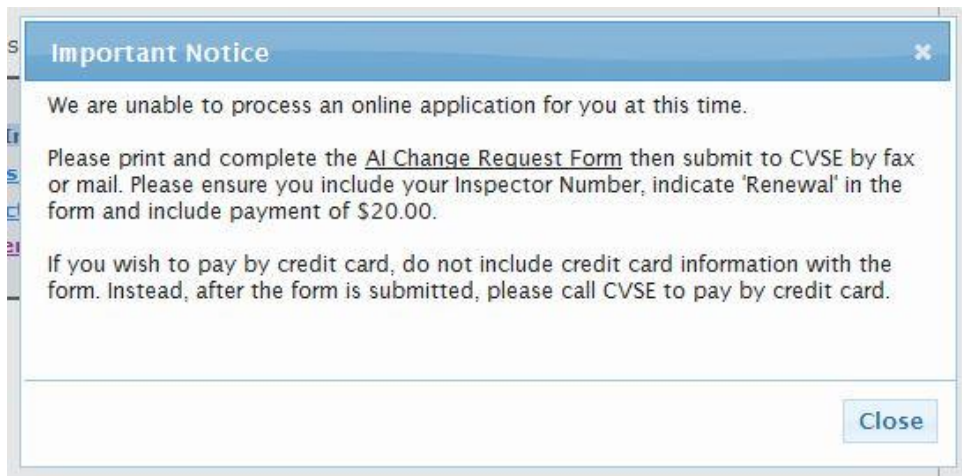 Important Notice
We are unable to process an online application for you at this time.
Please print and complete the AI Change Request Form then submit to CVSE by fax
or mail. Please ensure you include your Inspector Number, indicate 'Renewal' in the
form and include payment of $20.00.
If you wish to pay by credit card, do not include credit card information with the
form. Instead, after the form is submitted, please call CVSE to pay by credit card.
Close